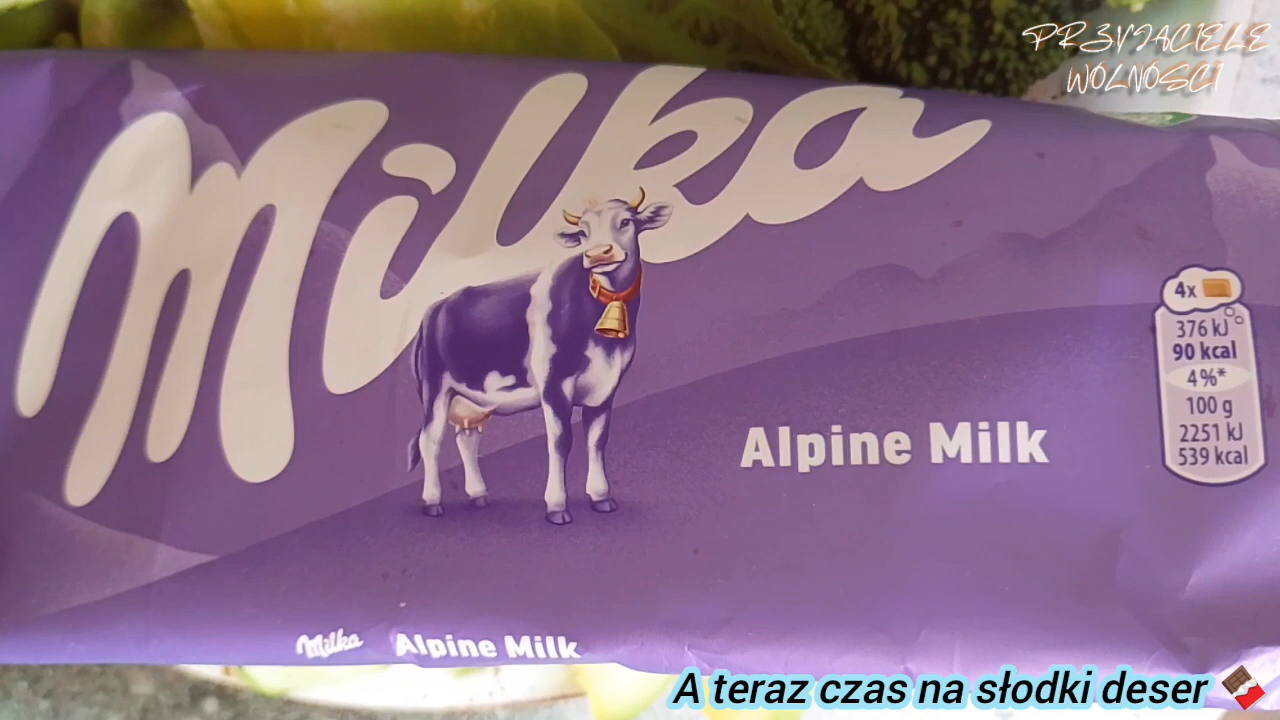 PRZYJACIELE
WOLNOŚCI
Milka
4x
376 kJ
90 kcal
4%*
100 g
2251 kJ
539 kcal
Alpine Milk
Milka Alpine Milk
A teraz czas na słodki deser 🍫